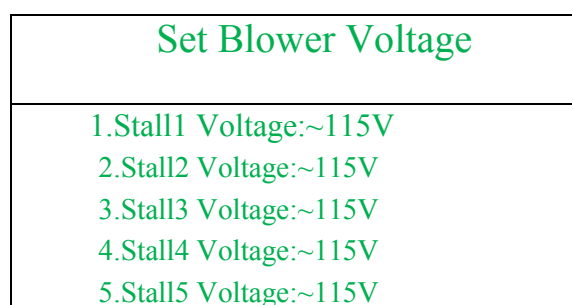 Set Blower Voltage
1.Stall1 Voltage:~115V
2.Stall2 Voltage:~115V
3.Stall3 Voltage:~115V
4.Stall4 Voltage:~115V
5.Stall5 Voltage:~115V